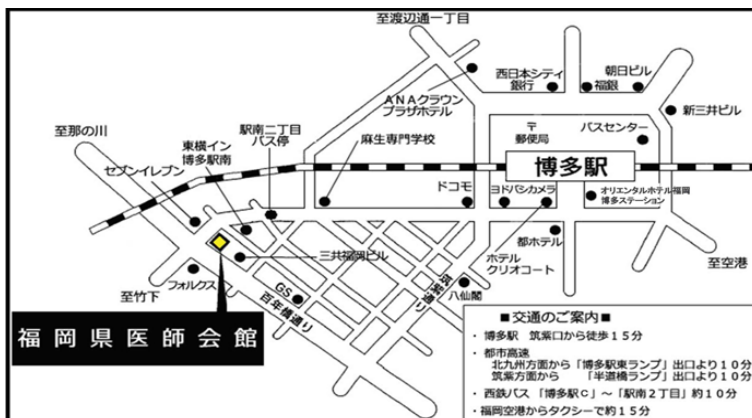 至渡辺通一丁目
ANAクラウン
プラザホテル
西日本シティ
銀行
福銀
朝日ビル
新三井ビル
〒
郵便局
バスセンター
至那の川
東横イン
博多駅南
駅南二丁目
バス停
麻生専門学校
セブンイレブン
博多駅
ドコモ
ヨドバシカメラ
オリエンタルホテル福岡
博多ステーション
都ホテル
ホテル
クリオコート
至空港
三共福岡ビル
フォルクス
至竹下
GS
百年橋通り
筑紫通り
八仙閣
福岡県医師会館
■交通のご案内■
・博多駅 筑紫口から徒歩15分
・都市高速
北九州方面から「博多駅東ランプ」出口より10分
筑紫方面から 「半道橋ランプ」出口より10分
・西鉄バス「博多駅C」~「駅南2丁目」約10分
・福岡空港からタクシーで約15分